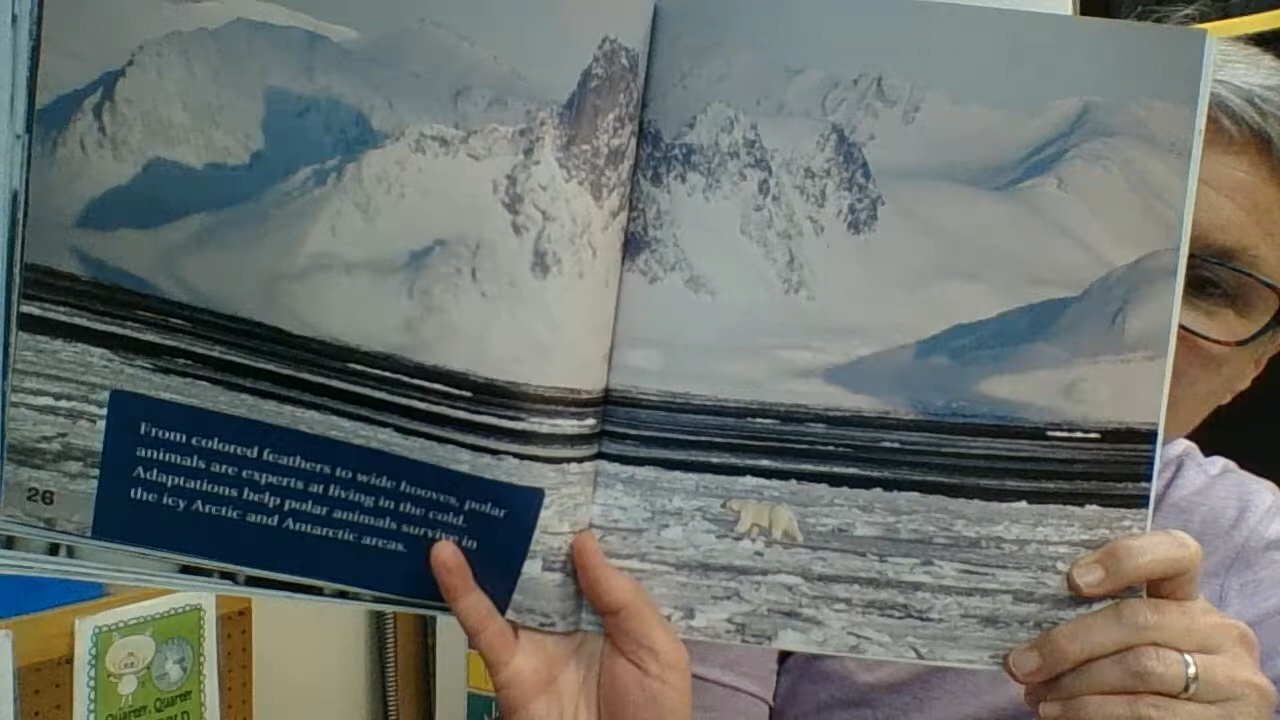 From colored feathers to wide hooves, polar
animals are experts at living in the cold.
Adaptations help polar animals survive in
the icy Arctic and Antarctic areas.
26
Quarter, Quarter